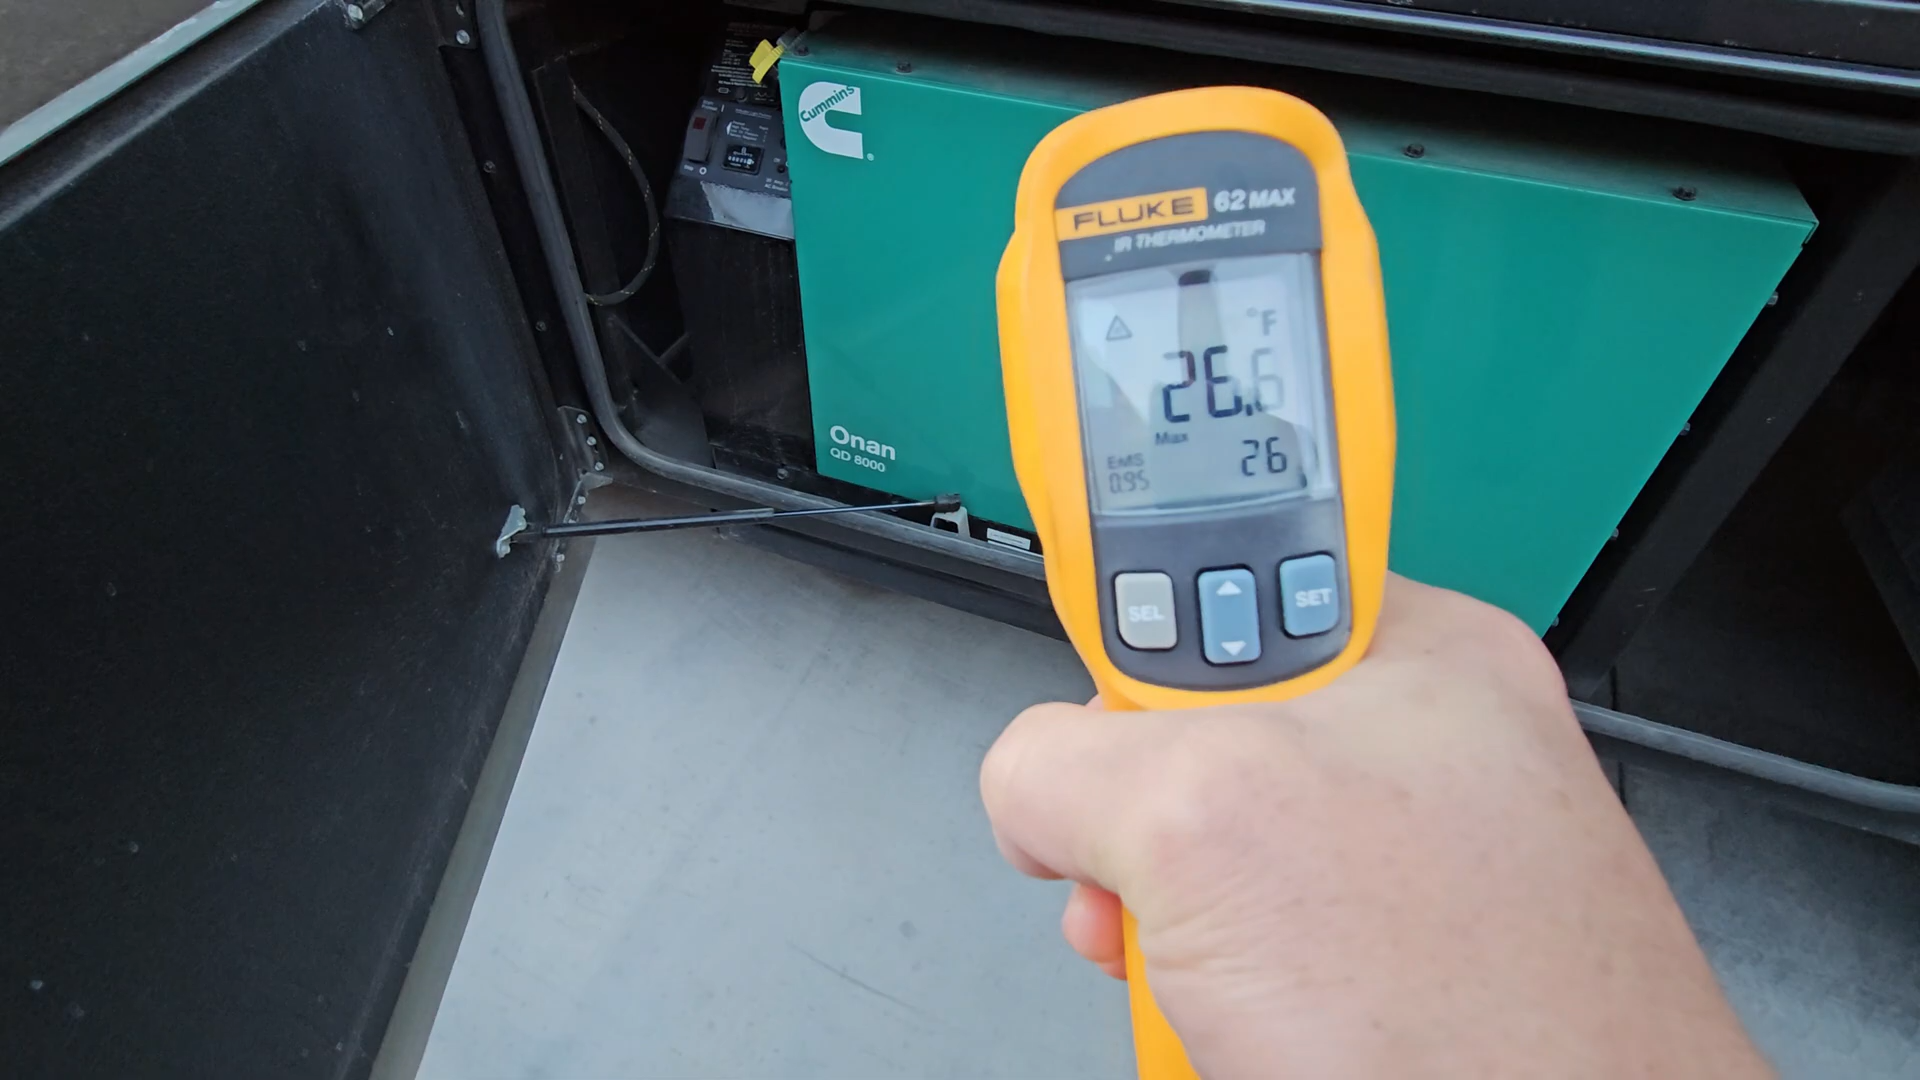 Cummins
®
FLUKE 62 MAX
IR THERMOMETER
°F
26.6
Max
26
EMS
0.95
Onan
QD 8000
SEL
SET